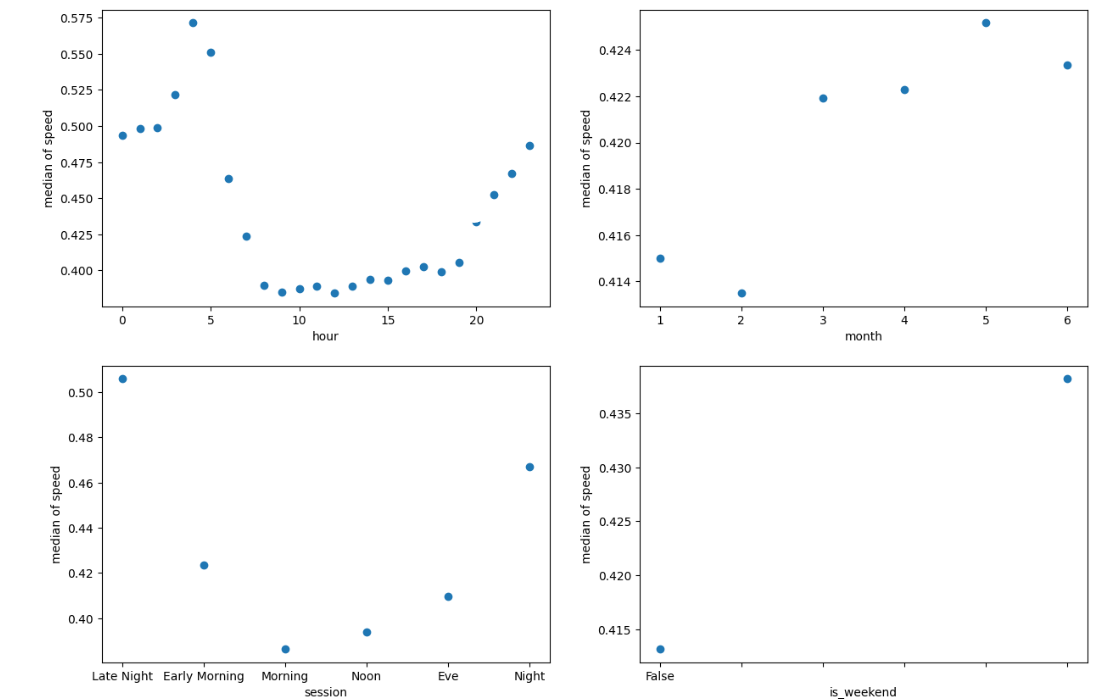 0.575
0.550
0.525
0.500
0.475
0.450
0.425
0.400
median of speed
0 5 10 15 20
hour
0.424
0.422
0.420
0.418
0.416
0.414
median of speed
1 2 3 4 5 6
month
0.50
0.48
0.46
0.44
0.42
0.40
median of speed
Late Night Early Morning Morning Noon Eve Night
session
0.435
0.430
0.425
0.420
0.415
median of speed
False
is_weekend